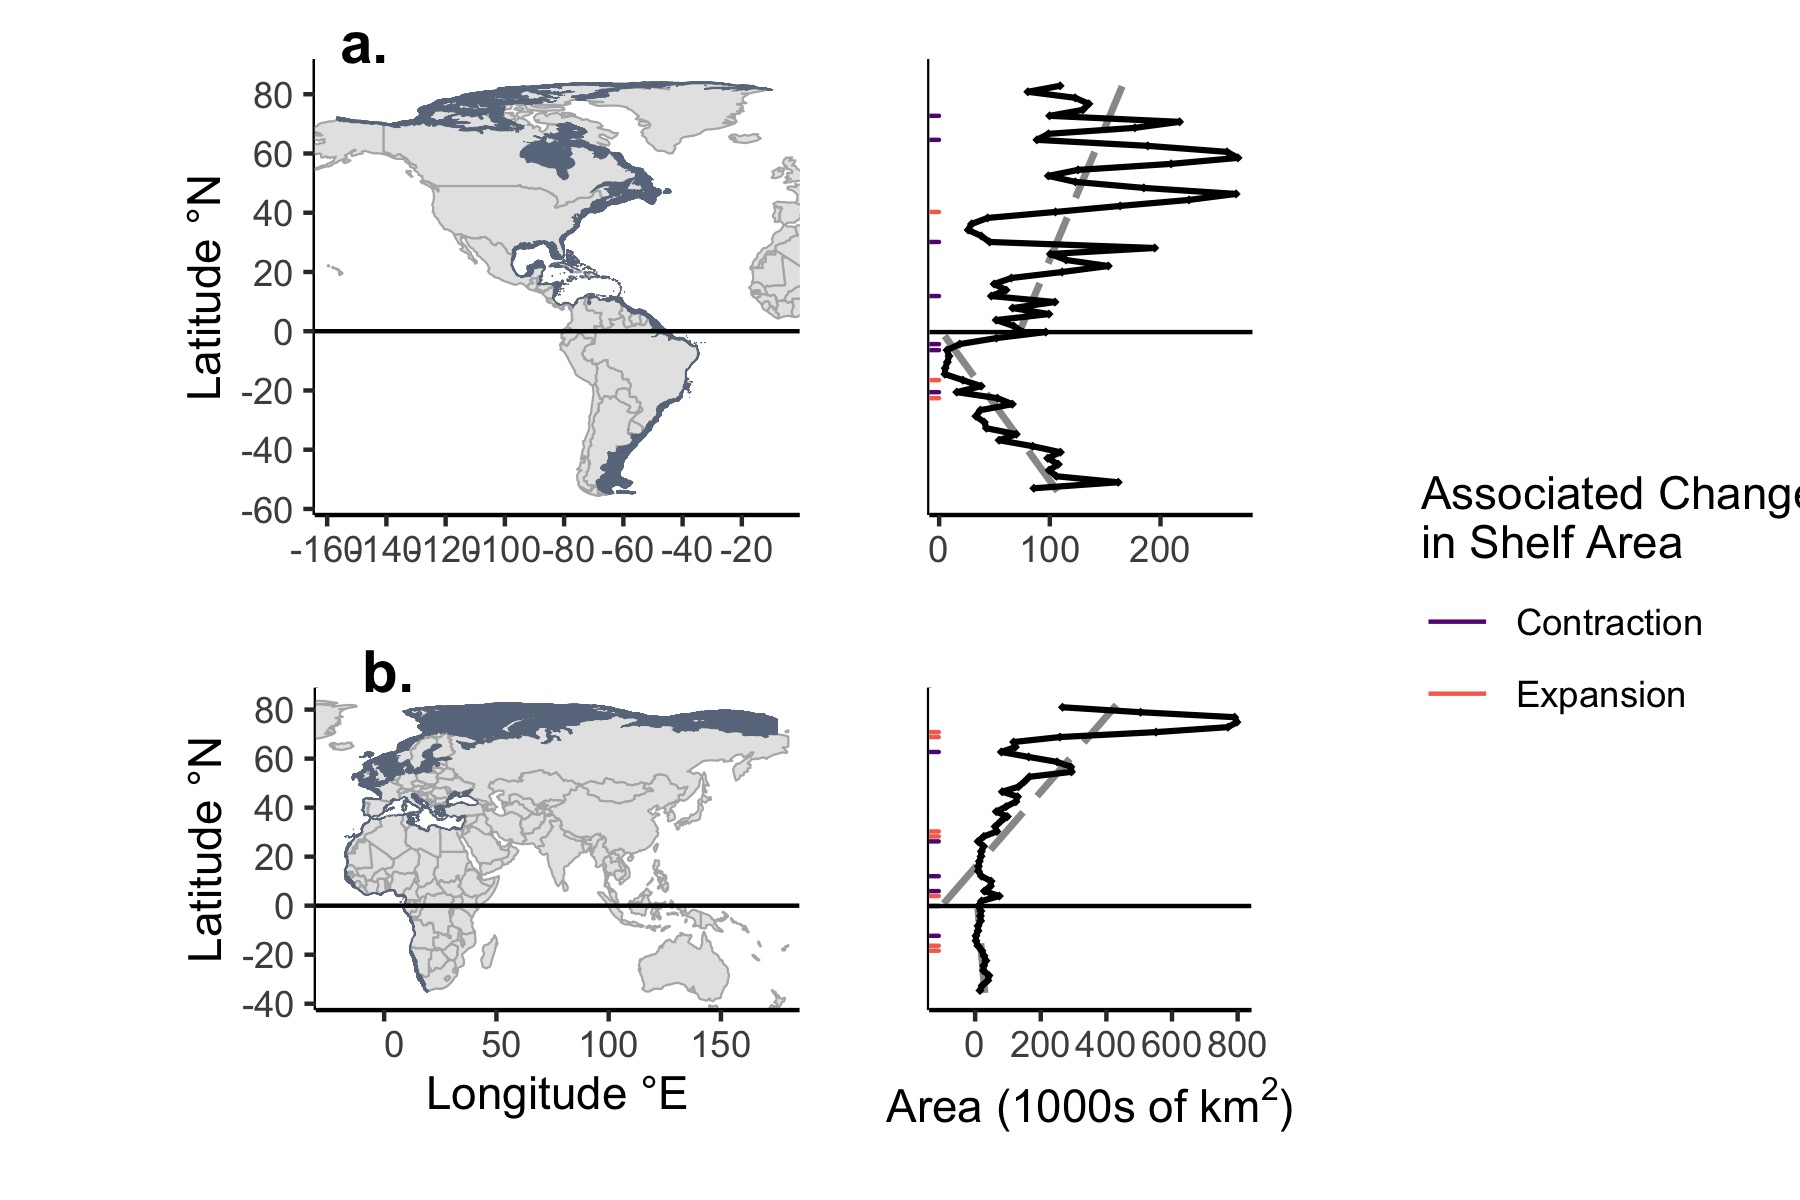 a.
Latitude °N
80
60
40
20
0
-20
-40
-60
-160 -140 -120 -100 -80 -60 -40 -20
0 100 200
Associated Change
in Shelf Area
Contraction
Expansion
b.
Latitude °N
80
60
40
20
0
-20
-40
0 50 100 150
Longitude °E
0 200 400 600 800
Area (1000s of km²)